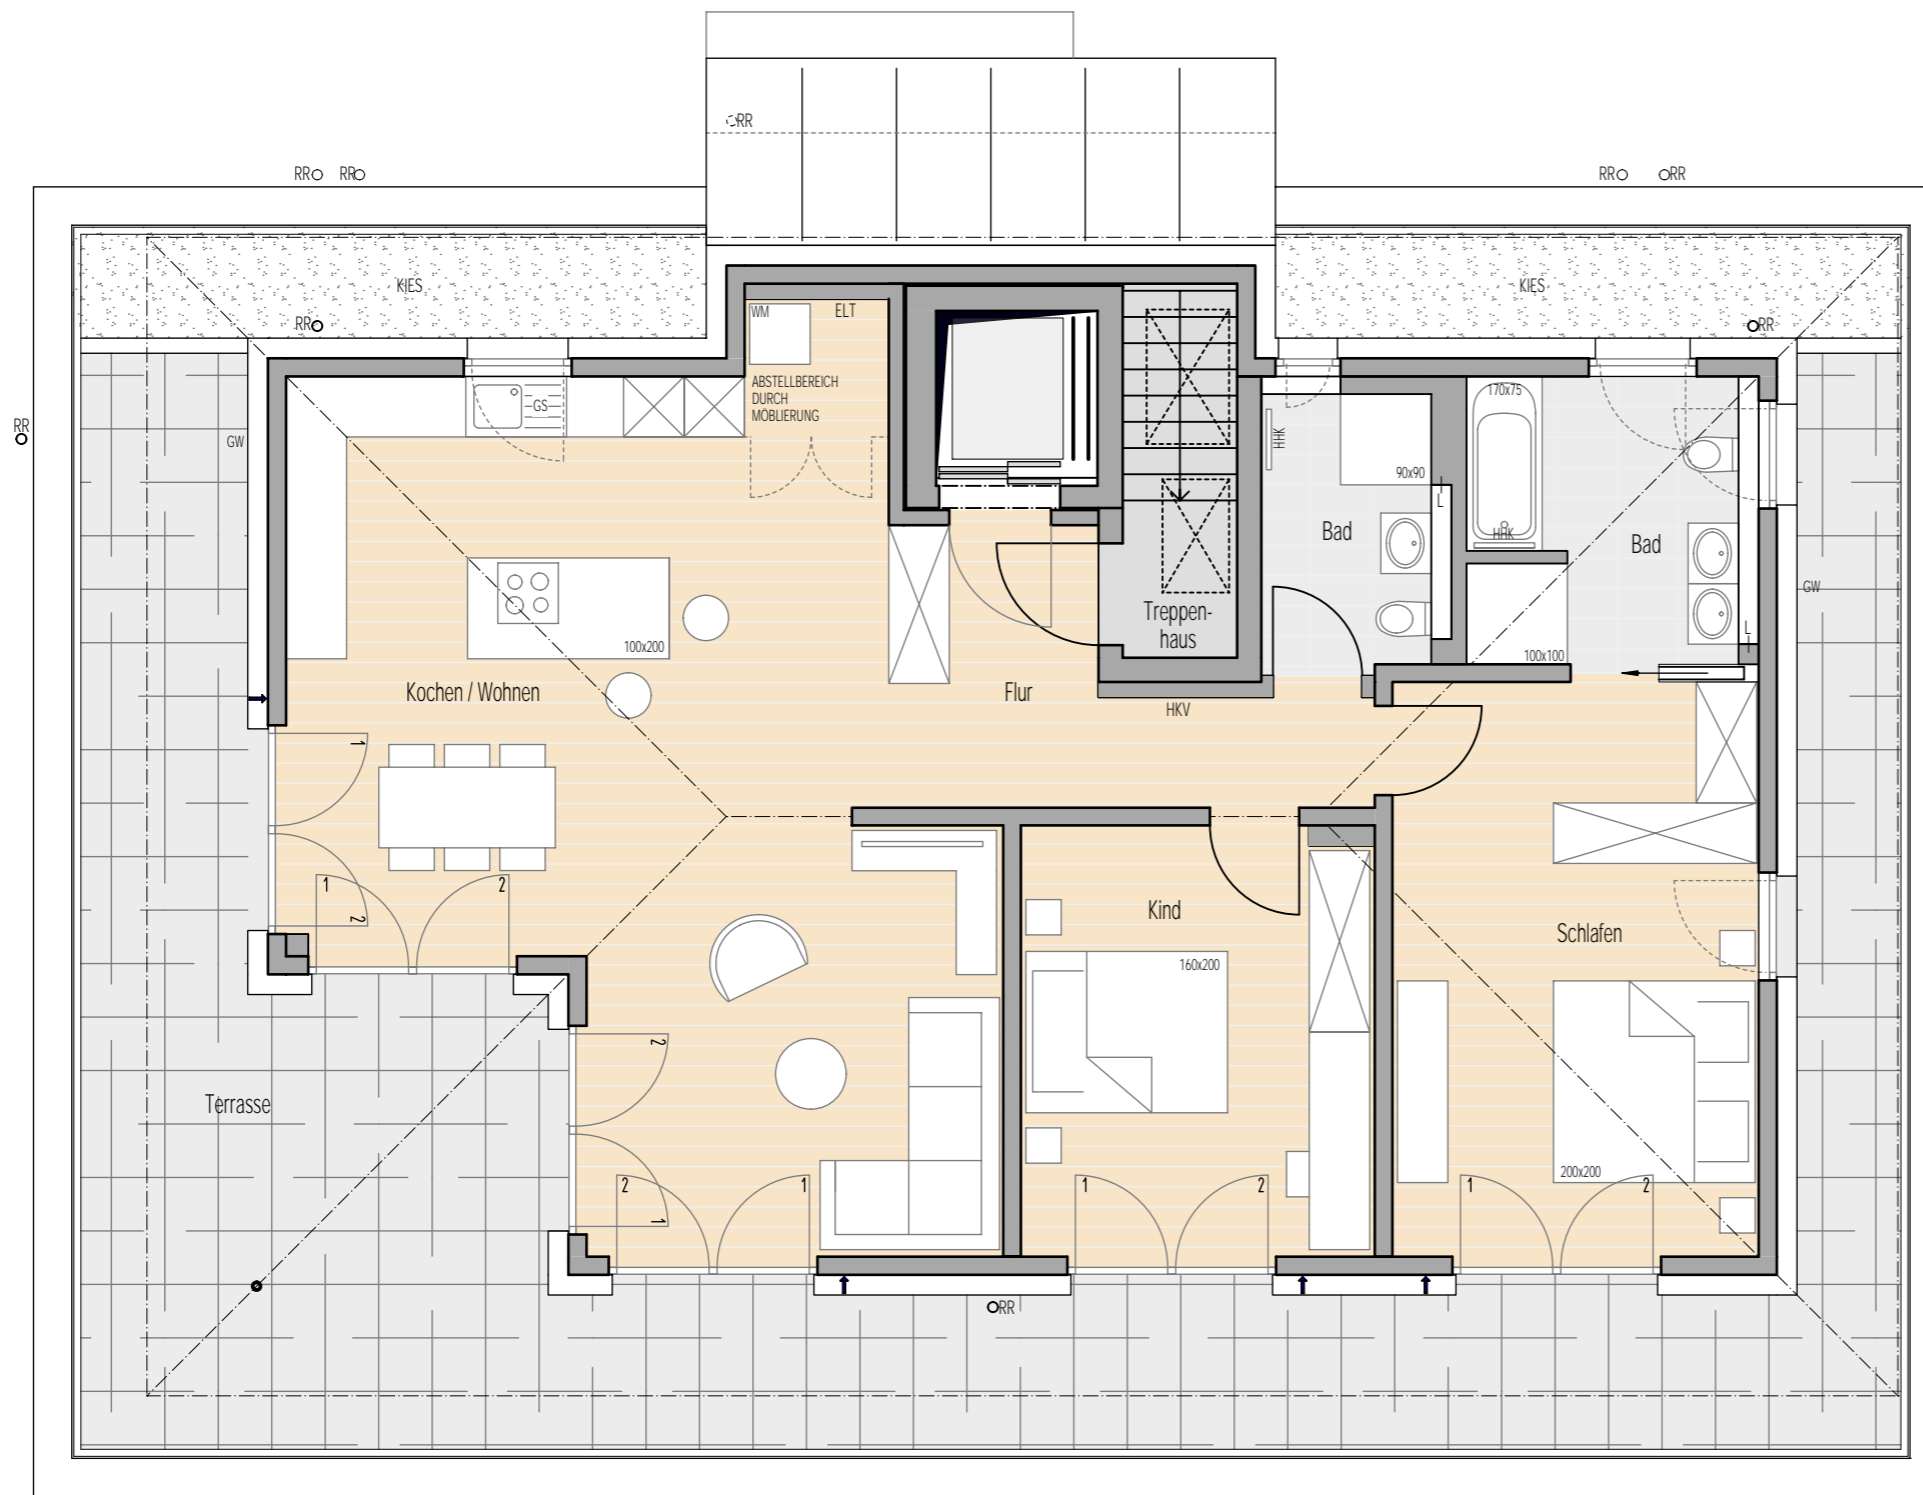 RR
RR RR
RR RR
KIES
KIES
WM
ELT
RR
RR
ABSTELLBEREICH
DURCH
MÖBLIERUNG
170x75
GS
RR
GW
HHK
90x90
L
Bad
HHK
Bad
GW
Treppen-
haus
100x200
L
100x100
Kochen / Wohnen
Flur
HKV
1
1
2
2
Kind
Schlafen
160x200
2
Terrasse
200x200
2
1
1
2
1
2
1
RR